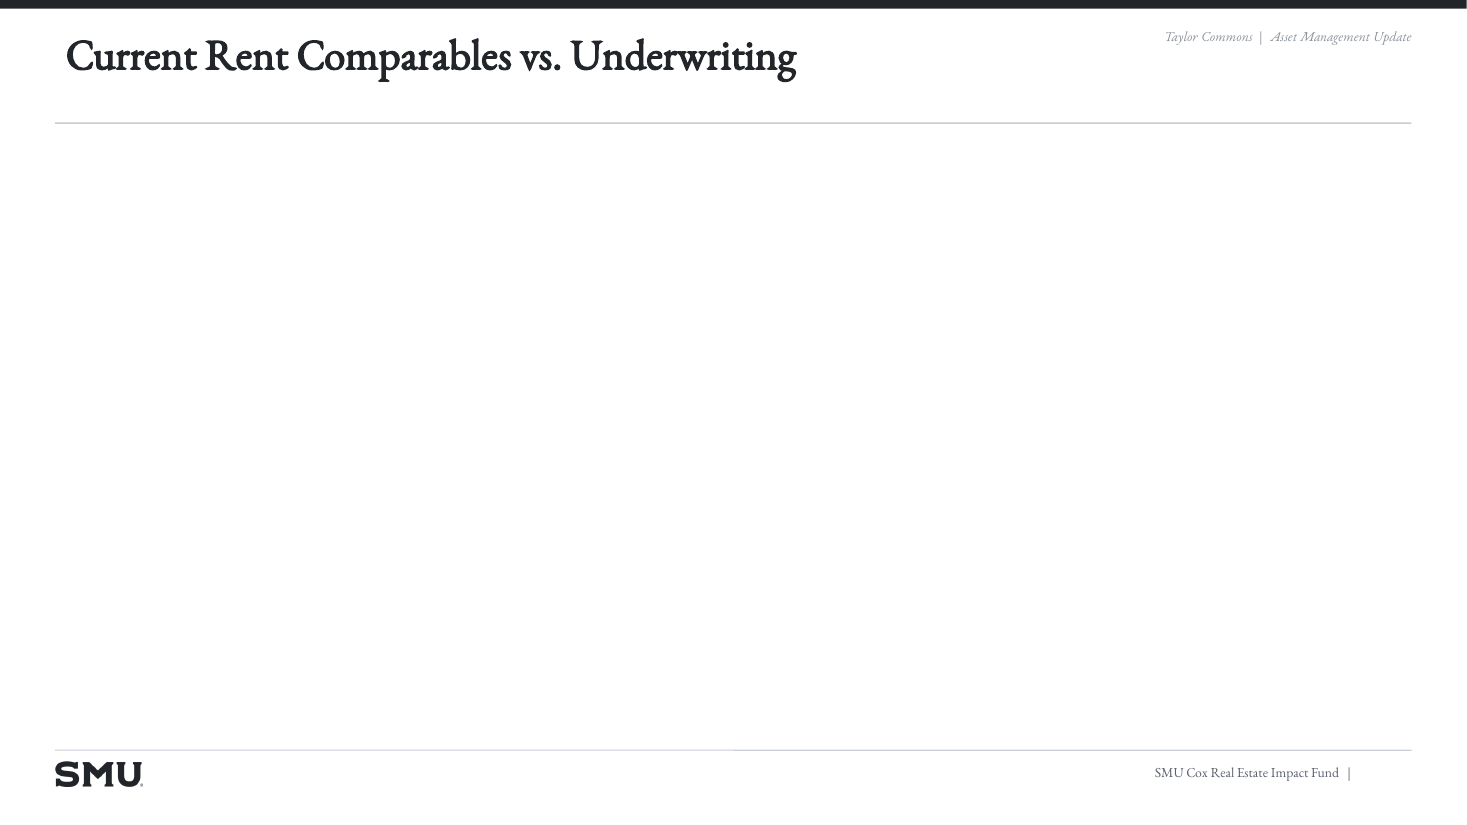 Taylor Commons | Asset Management Update
Current Rent Comparables vs. Underwriting
SMU®
SMU Cox Real Estate Impact Fund |